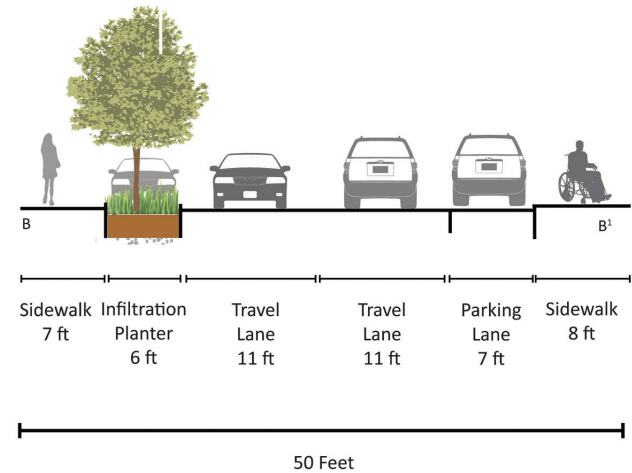 B
B¹
Sidewalk
7 ft
Infiltration
Planter
6 ft
Travel
Lane
11 ft
Travel
Lane
11 ft
Parking
Lane
7 ft
Sidewalk
8 ft
50 Feet